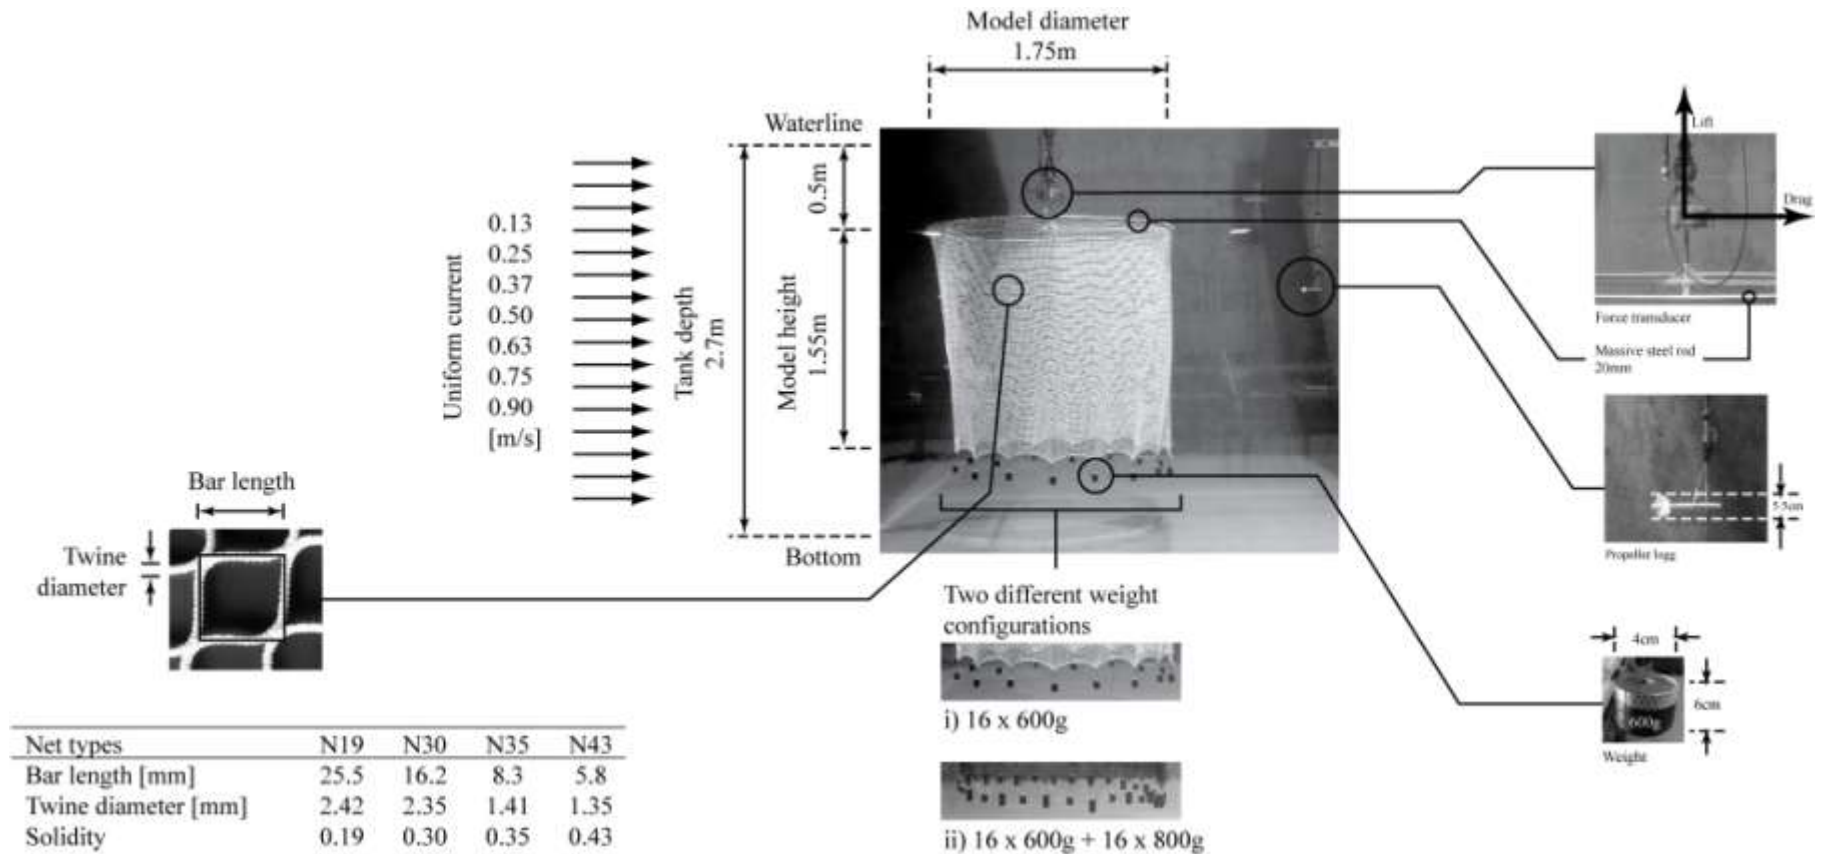 Model diameter
1.75m
Waterline
0.5m
Tank depth
2.7m
Model height
1.55m
Uniform current
0.13
0.25
0.37
0.50
0.63
0.75
0.90
[m/s]
Bottom
Bar length
Twine
diameter
Lift
Drag
Force transducer
Massive steel rod
20mm
5.5cm
Propeller logg
4cm
6cm
600g
Weight
Two different weight
configurations
i) 16 x 600g
ii) 16 x 600g + 16 x 800g
Net types N19 N30 N35 N43
Bar length [mm] 25.5 16.2 8.3 5.8
Twine diameter [mm] 2.42 2.35 1.41 1.35
Solidity 0.19 0.30 0.35 0.43